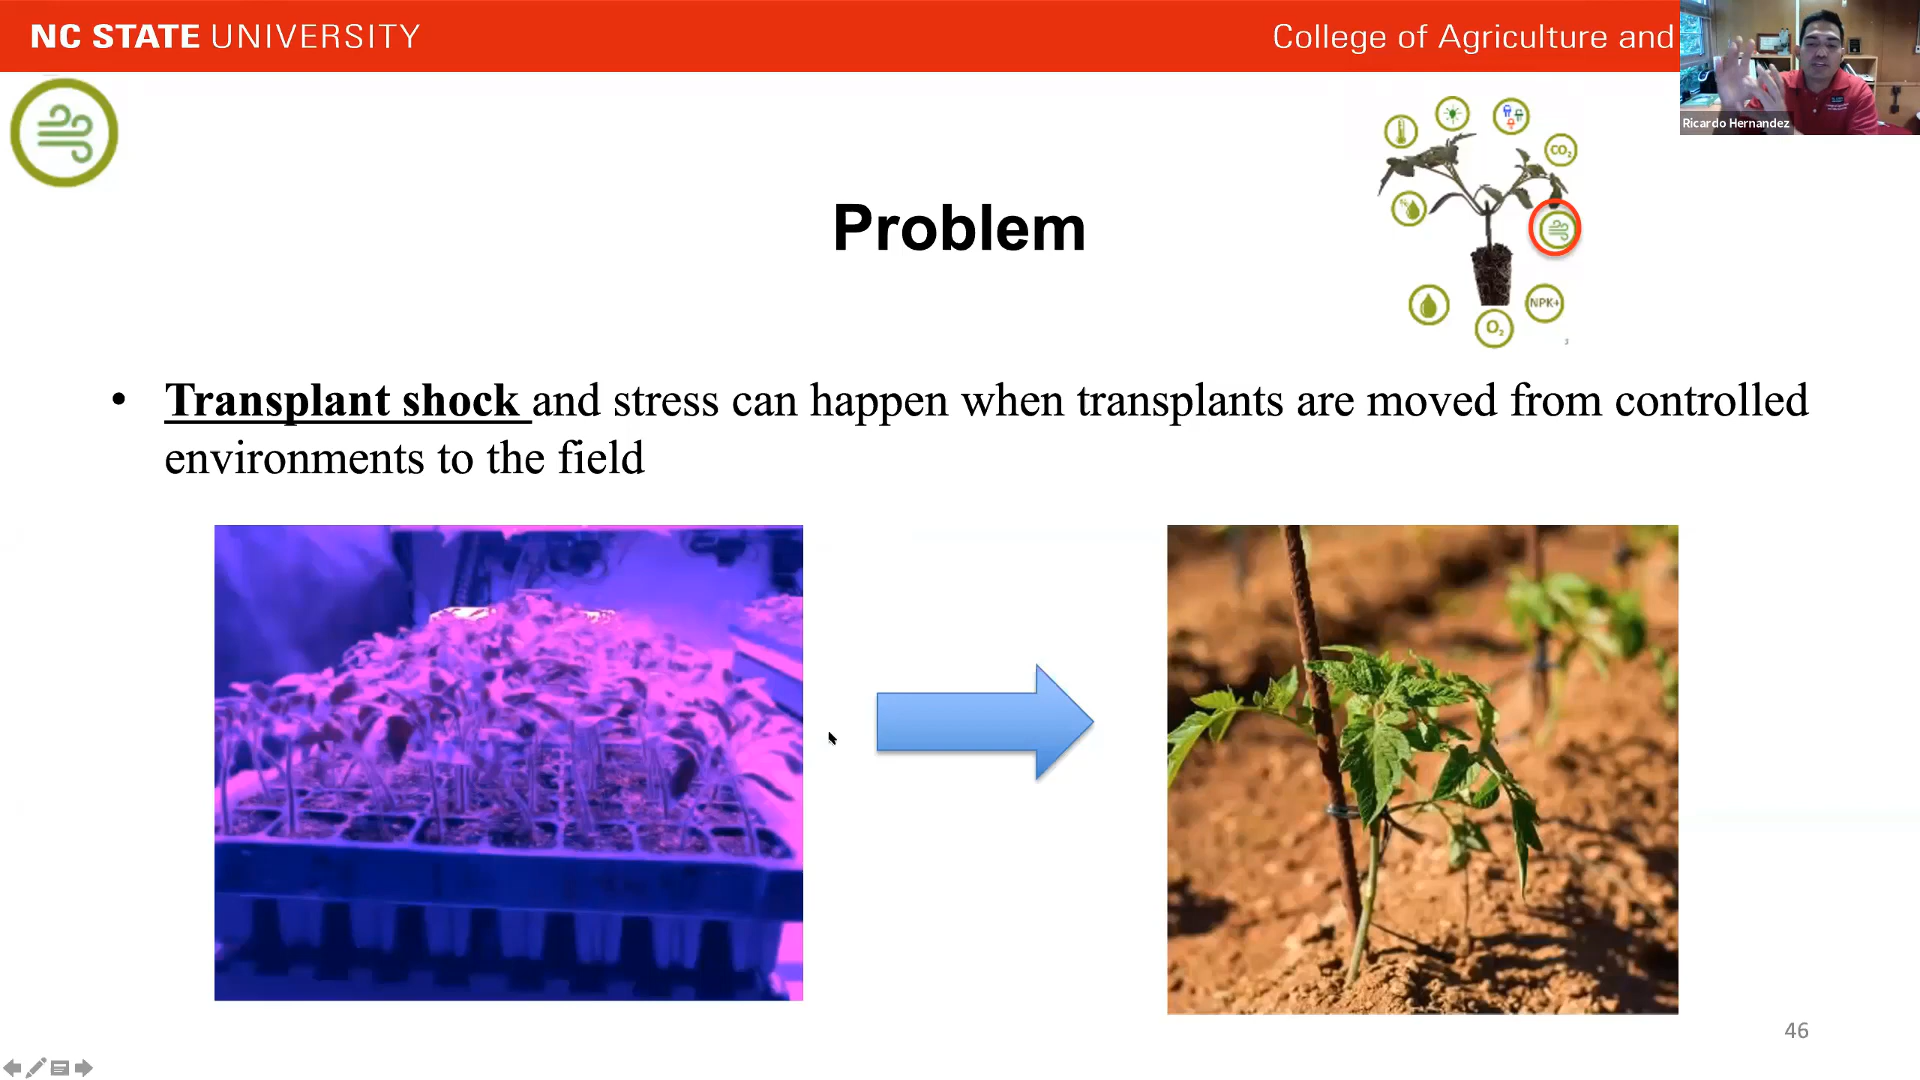 NC STATE UNIVERSITY
College of Agriculture and
Ricardo Hernandez
CO₂
Problem
NPK+
O₂
• Transplant shock and stress can happen when transplants are moved from controlled
environments to the field
46